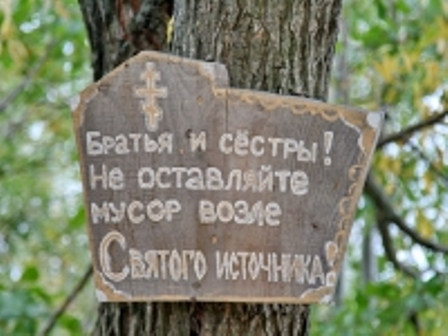 Братья и сёстры!
Не оставляйте
мусор возле
Святого источника!